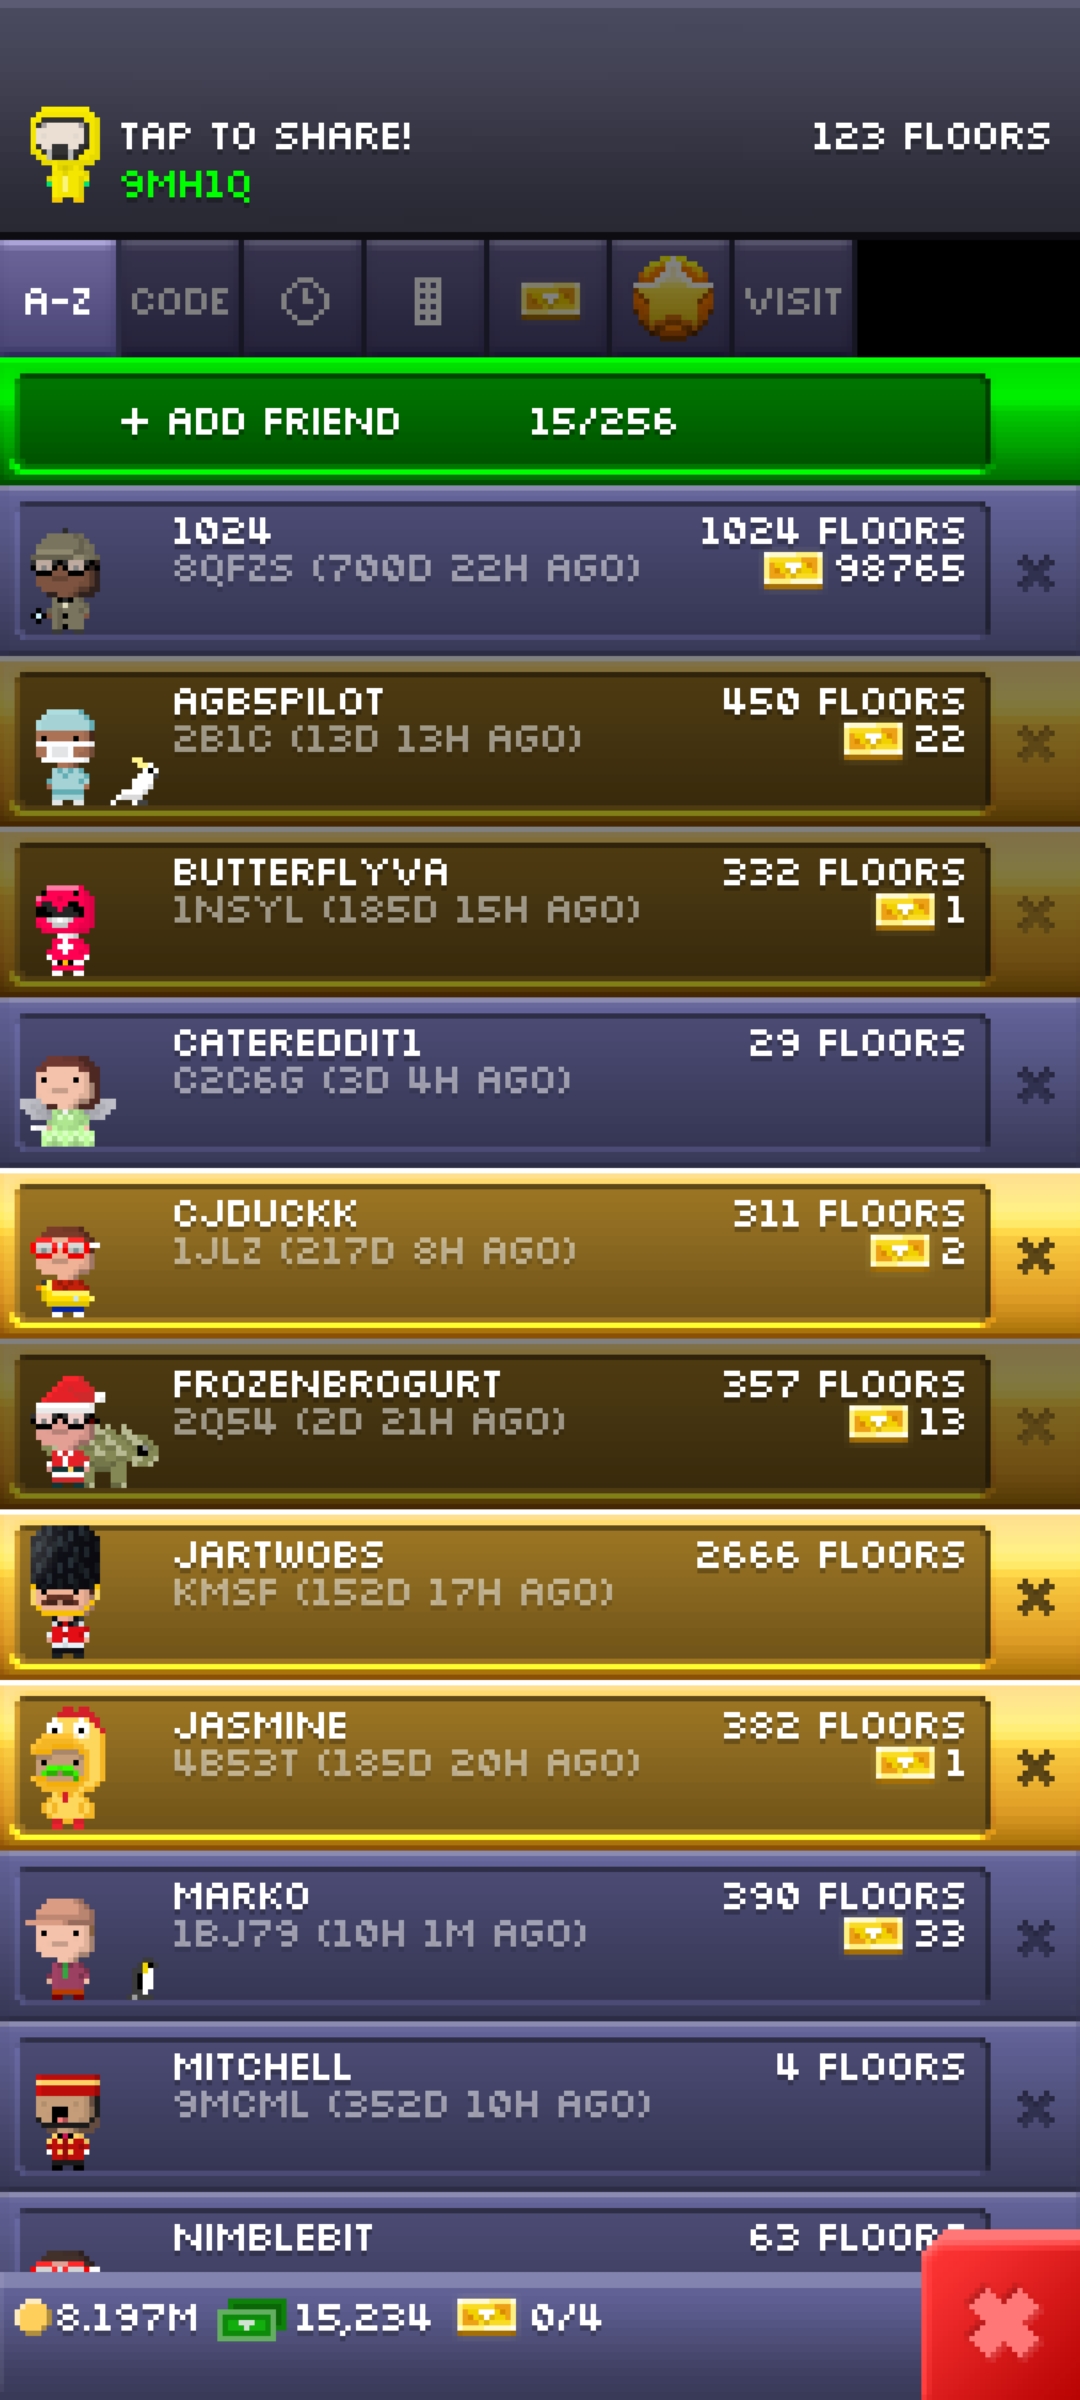 TAP TO SHARE! 123 FLOORS
9MH1Q
A-Z CODE VISIT
+ ADD FRIEND 15/256
1024 1024 FLOORS
8QFZS (700D 22H AGO) 98765
AGB5PILOT 450 FLOORS
2B1C (13D 13H AGO) 22
BUTTERFLYVA 332 FLOORS
1NSYL (185D 15H AGO) 1
CATEREDDIT1 29 FLOORS
C2C6G (3D 4H AGO)
CJDUCKK 311 FLOORS
1JLZ (217D 8H AGO) 2
FROZENBROGURT 357 FLOORS
2Q54 (2D 21H AGO) 13
JARTWOBS 2666 FLOORS
KMSF (152D 17H AGO)
JASMINE 382 FLOORS
4B53T (185D 20H AGO) 1
MARKO 390 FLOORS
1BJ79 (10H 1M AGO) 33
MITCHELL 4 FLOORS
9MCML (352D 10H AGO)
NIMBLEBIT 63 FLOORS
8.197M 15,234 0/4